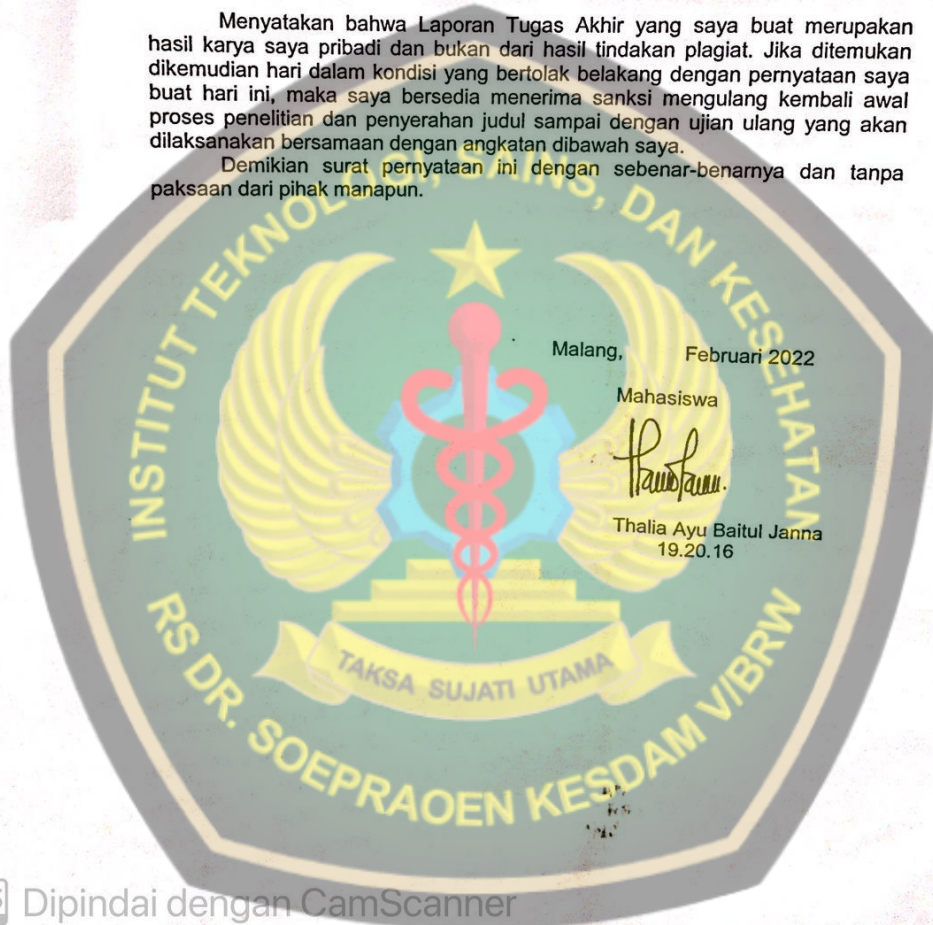 Menyatakan bahwa Laporan Tugas Akhir yang saya buat merupakan
hasil karya saya pribadi dan bukan dari hasil tindakan plagiat. Jika ditemukan
dikemudian hari dalam kondisi yang bertolak belakang dengan pernyataan saya
buat hari ini, maka saya bersedia menerima sanksi mengulang kembali awal
proses penelitian dan penyerahan judul sampai dengan ujian ulang yang akan
dilaksanakan bersamaan dengan angkatan dibawah saya.
Demikian surat pernyataan ini dengan sebenar-benarnya dan tanpa
paksaan dari pihak manapun.
INSTITUT TEKNOLOGI, SAINS, DAN KESEHATAN
Malang, Februari 2022
Mahasiswa
Thalia Ayu Baitul Janna
19.20.16
TAKSA SUJATI UTAMA
RS DR. SOEPRAOEN KESDAM V/BRW
Dipindai dengan CamScanner